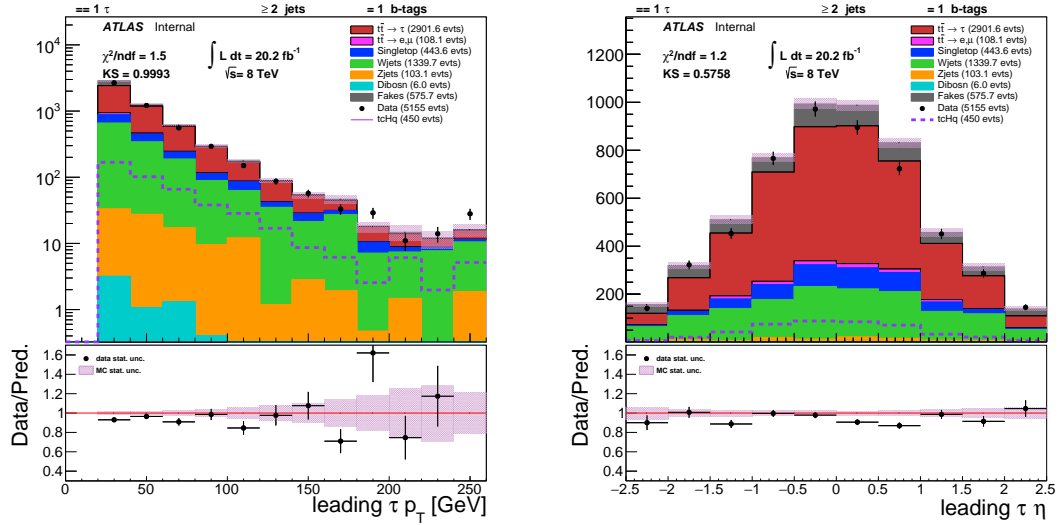 == 1 τ ≥ 2 jets = 1 b-tags
ATLAS Internal
χ²/ndf = 1.5
KS = 0.9993
∫ L dt = 20.2 fb⁻¹
√s= 8 TeV
tt̄ → τ (2901.6 evts)
tt̄ → e,μ (108.1 evts)
Singletop (443.6 evts)
Wjets (1339.7 evts)
Zjets (103.1 evts)
Dibosn (6.0 evts)
Fakes (575.7 evts)
Data (5155 evts)
tcHq (450 evts)
10⁴
10³
10²
10
1
Data/Pred.
1.6
1.4
1.2
1
0.8
0.6
0.4
data stat. unc.
MC stat. unc.
0 50 100 150 200 250
leading τ p_T [GeV]
== 1 τ ≥ 2 jets = 1 b-tags
ATLAS Internal
χ²/ndf = 1.2
KS = 0.5758
∫ L dt = 20.2 fb⁻¹
√s= 8 TeV
tt̄ → τ (2901.6 evts)
tt̄ → e,μ (108.1 evts)
Singletop (443.6 evts)
Wjets (1339.7 evts)
Zjets (103.1 evts)
Dibosn (6.0 evts)
Fakes (575.7 evts)
Data (5155 evts)
tcHq (450 evts)
1200
1000
800
600
400
200
Data/Pred.
1.6
1.4
1.2
1
0.8
0.6
0.4
data stat. unc.
MC stat. unc.
−2.5 −2 −1.5 −1 −0.5 0 0.5 1 1.5 2 2.5
leading τ η